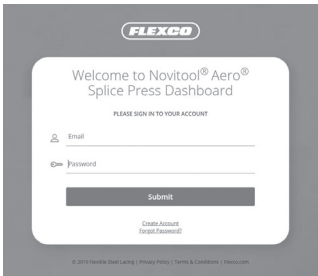 FLEXCO
Welcome to Novitool® Aero®
Splice Press Dashboard
PLEASE SIGN IN TO YOUR ACCOUNT
Email
Password
Submit
Create Account
Forgot Password?
© 2019 Flexible Steel Lacing | Privacy Policy | Terms & Conditions | Flexco.com